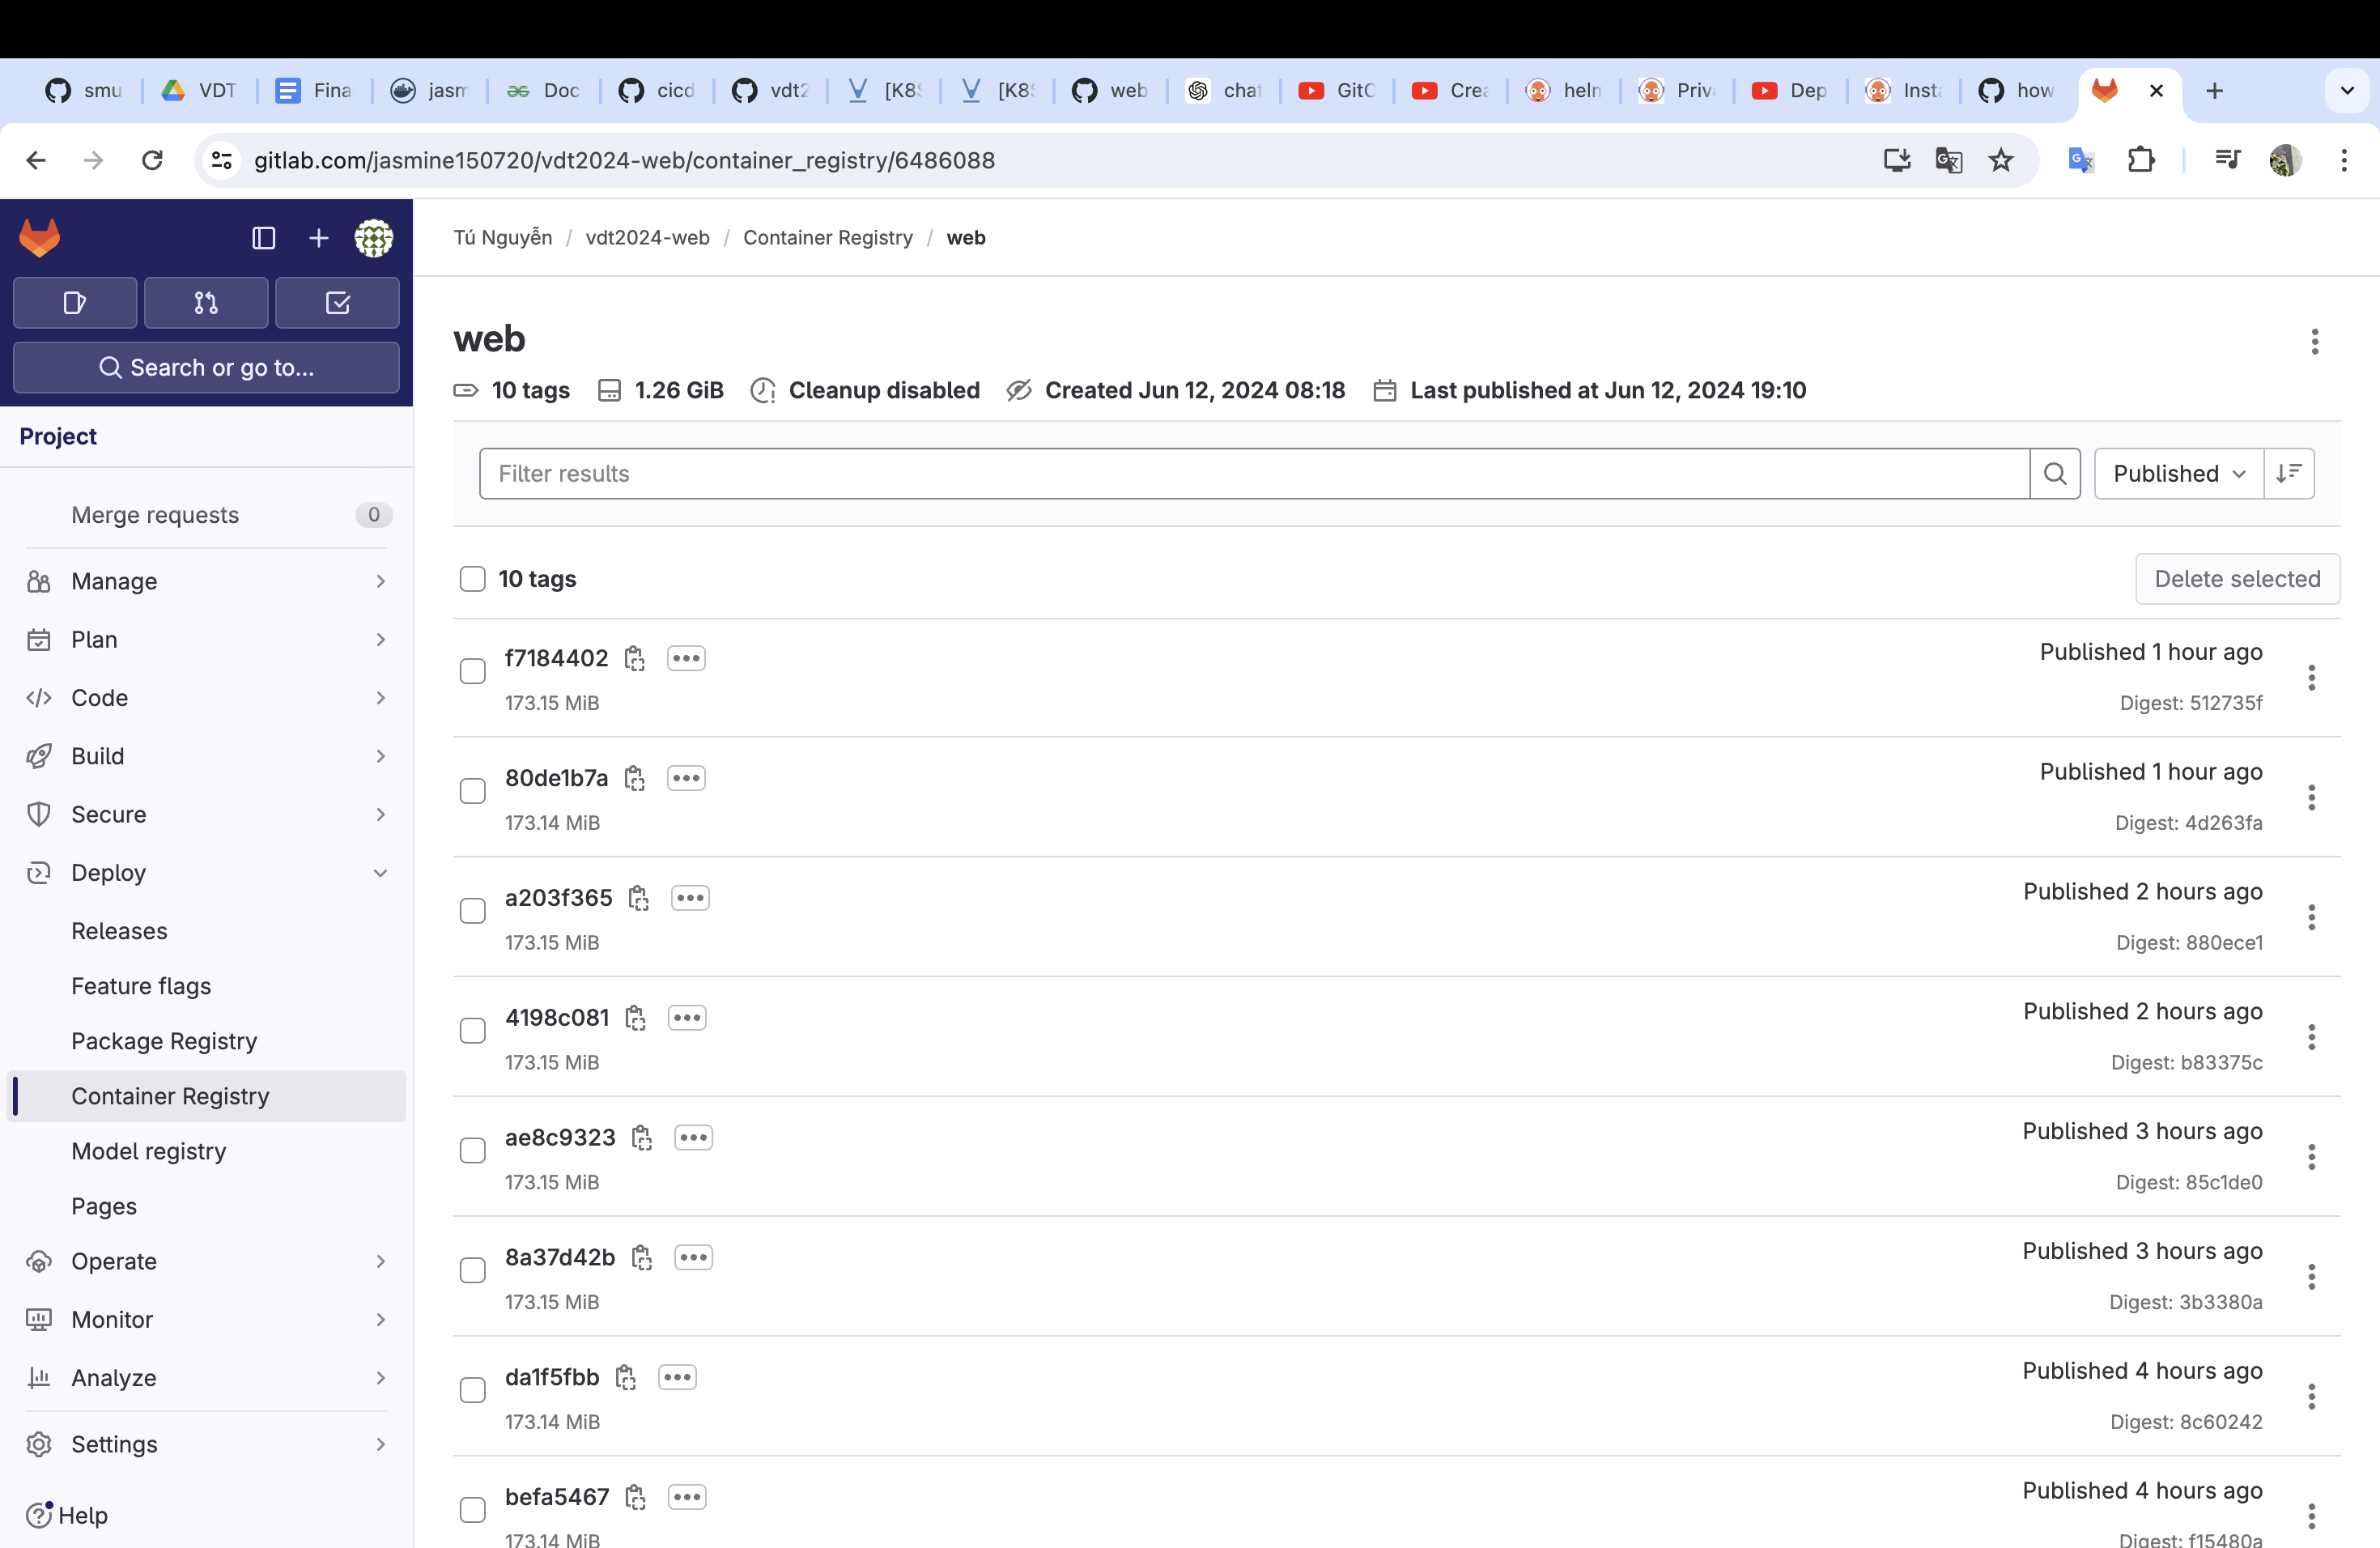 smu
VDT
Fina
jasm
Doc
cicd
vdt2
[K8S
[K8S
web
chat
GitO
Crea
helm
Priva
Dep
Insta
how
gitlab.com/jasmine150720/vdt2024-web/container_registry/6486088
Tú Nguyễn / vdt2024-web / Container Registry / web
Search or go to...
Project
Merge requests 0
Manage
Plan
Code
Build
Secure
Deploy
Releases
Feature flags
Package Registry
Container Registry
Model registry
Pages
Operate
Monitor
Analyze
Settings
Help
web
10 tags 1.26 GiB Cleanup disabled Created Jun 12, 2024 08:18 Last published at Jun 12, 2024 19:10
Filter results
Published
10 tags
Delete selected
f7184402 Published 1 hour ago
173.15 MiB Digest: 512735f
80de1b7a Published 1 hour ago
173.14 MiB Digest: 4d263fa
a203f365 Published 2 hours ago
173.15 MiB Digest: 880ece1
4198c081 Published 2 hours ago
173.15 MiB Digest: b83375c
ae8c9323 Published 3 hours ago
173.15 MiB Digest: 85c1de0
8a37d42b Published 3 hours ago
173.15 MiB Digest: 3b3380a
da1f5fbb Published 4 hours ago
173.14 MiB Digest: 8c60242
befa5467 Published 4 hours ago
173.14 MiB Digest: f15480a